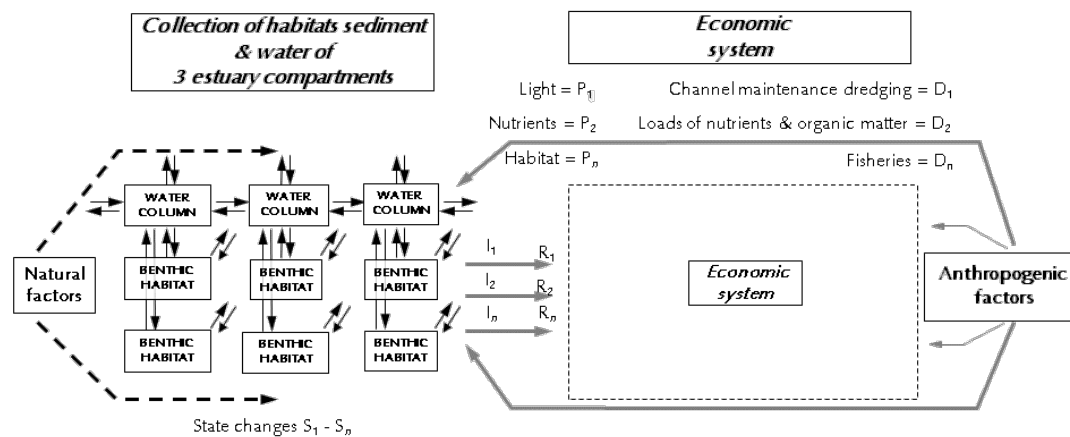 Collection of habitats sediment
& water of
3 estuary compartments
Economic
system
Light = P1
Channel maintenance dredging = D1
Nutrients = P2
Loads of nutrients & organic matter = D2
Habitat = Pn
Fisheries = Dn
WATER
COLUMN
WATER
COLUMN
WATER
COLUMN
Natural
factors
BENTHIC
HABITAT
BENTHIC
HABITAT
BENTHIC
HABITAT
BENTHIC
HABITAT
BENTHIC
HABITAT
BENTHIC
HABITAT
I1
R1
I2
R2
In
Rn
Economic
system
Anthropogenic
factors
State changes S1 - Sn